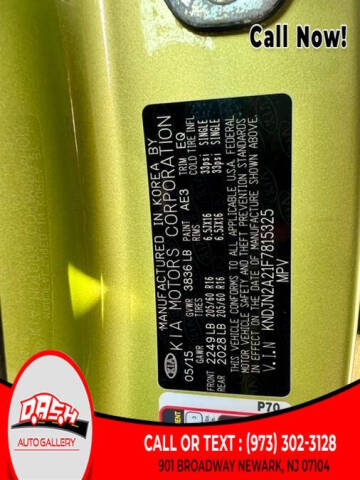 Call Now!
MANUFACTURED IN KOREA BY
KIA MOTORS CORPORATION
05/15 GVWR 3836 LB PAINT AE3 TRIM EQ
GAWR TIRES RIMS COLD TIRE INFL
FRONT 2249 LB 205/60 R16 6.5JX16 33psi SINGLE
REAR 2028 LB 205/60 R16 6.5JX16 33psi SINGLE
THIS VEHICLE CONFORMS TO ALL APPLICABLE U.S.A. FEDERAL
MOTOR VEHICLE SAFETY AND THEFT PREVENTION STANDARDS
IN EFFECT ON THE DATE OF MANUFACTURE SHOWN ABOVE.
V.I.N KNDJN2A21F7815325
MPV
KIA
P70
DASH
AUTO GALLERY
CALL OR TEXT : (973) 302-3128
901 BROADWAY NEWARK, NJ 07104